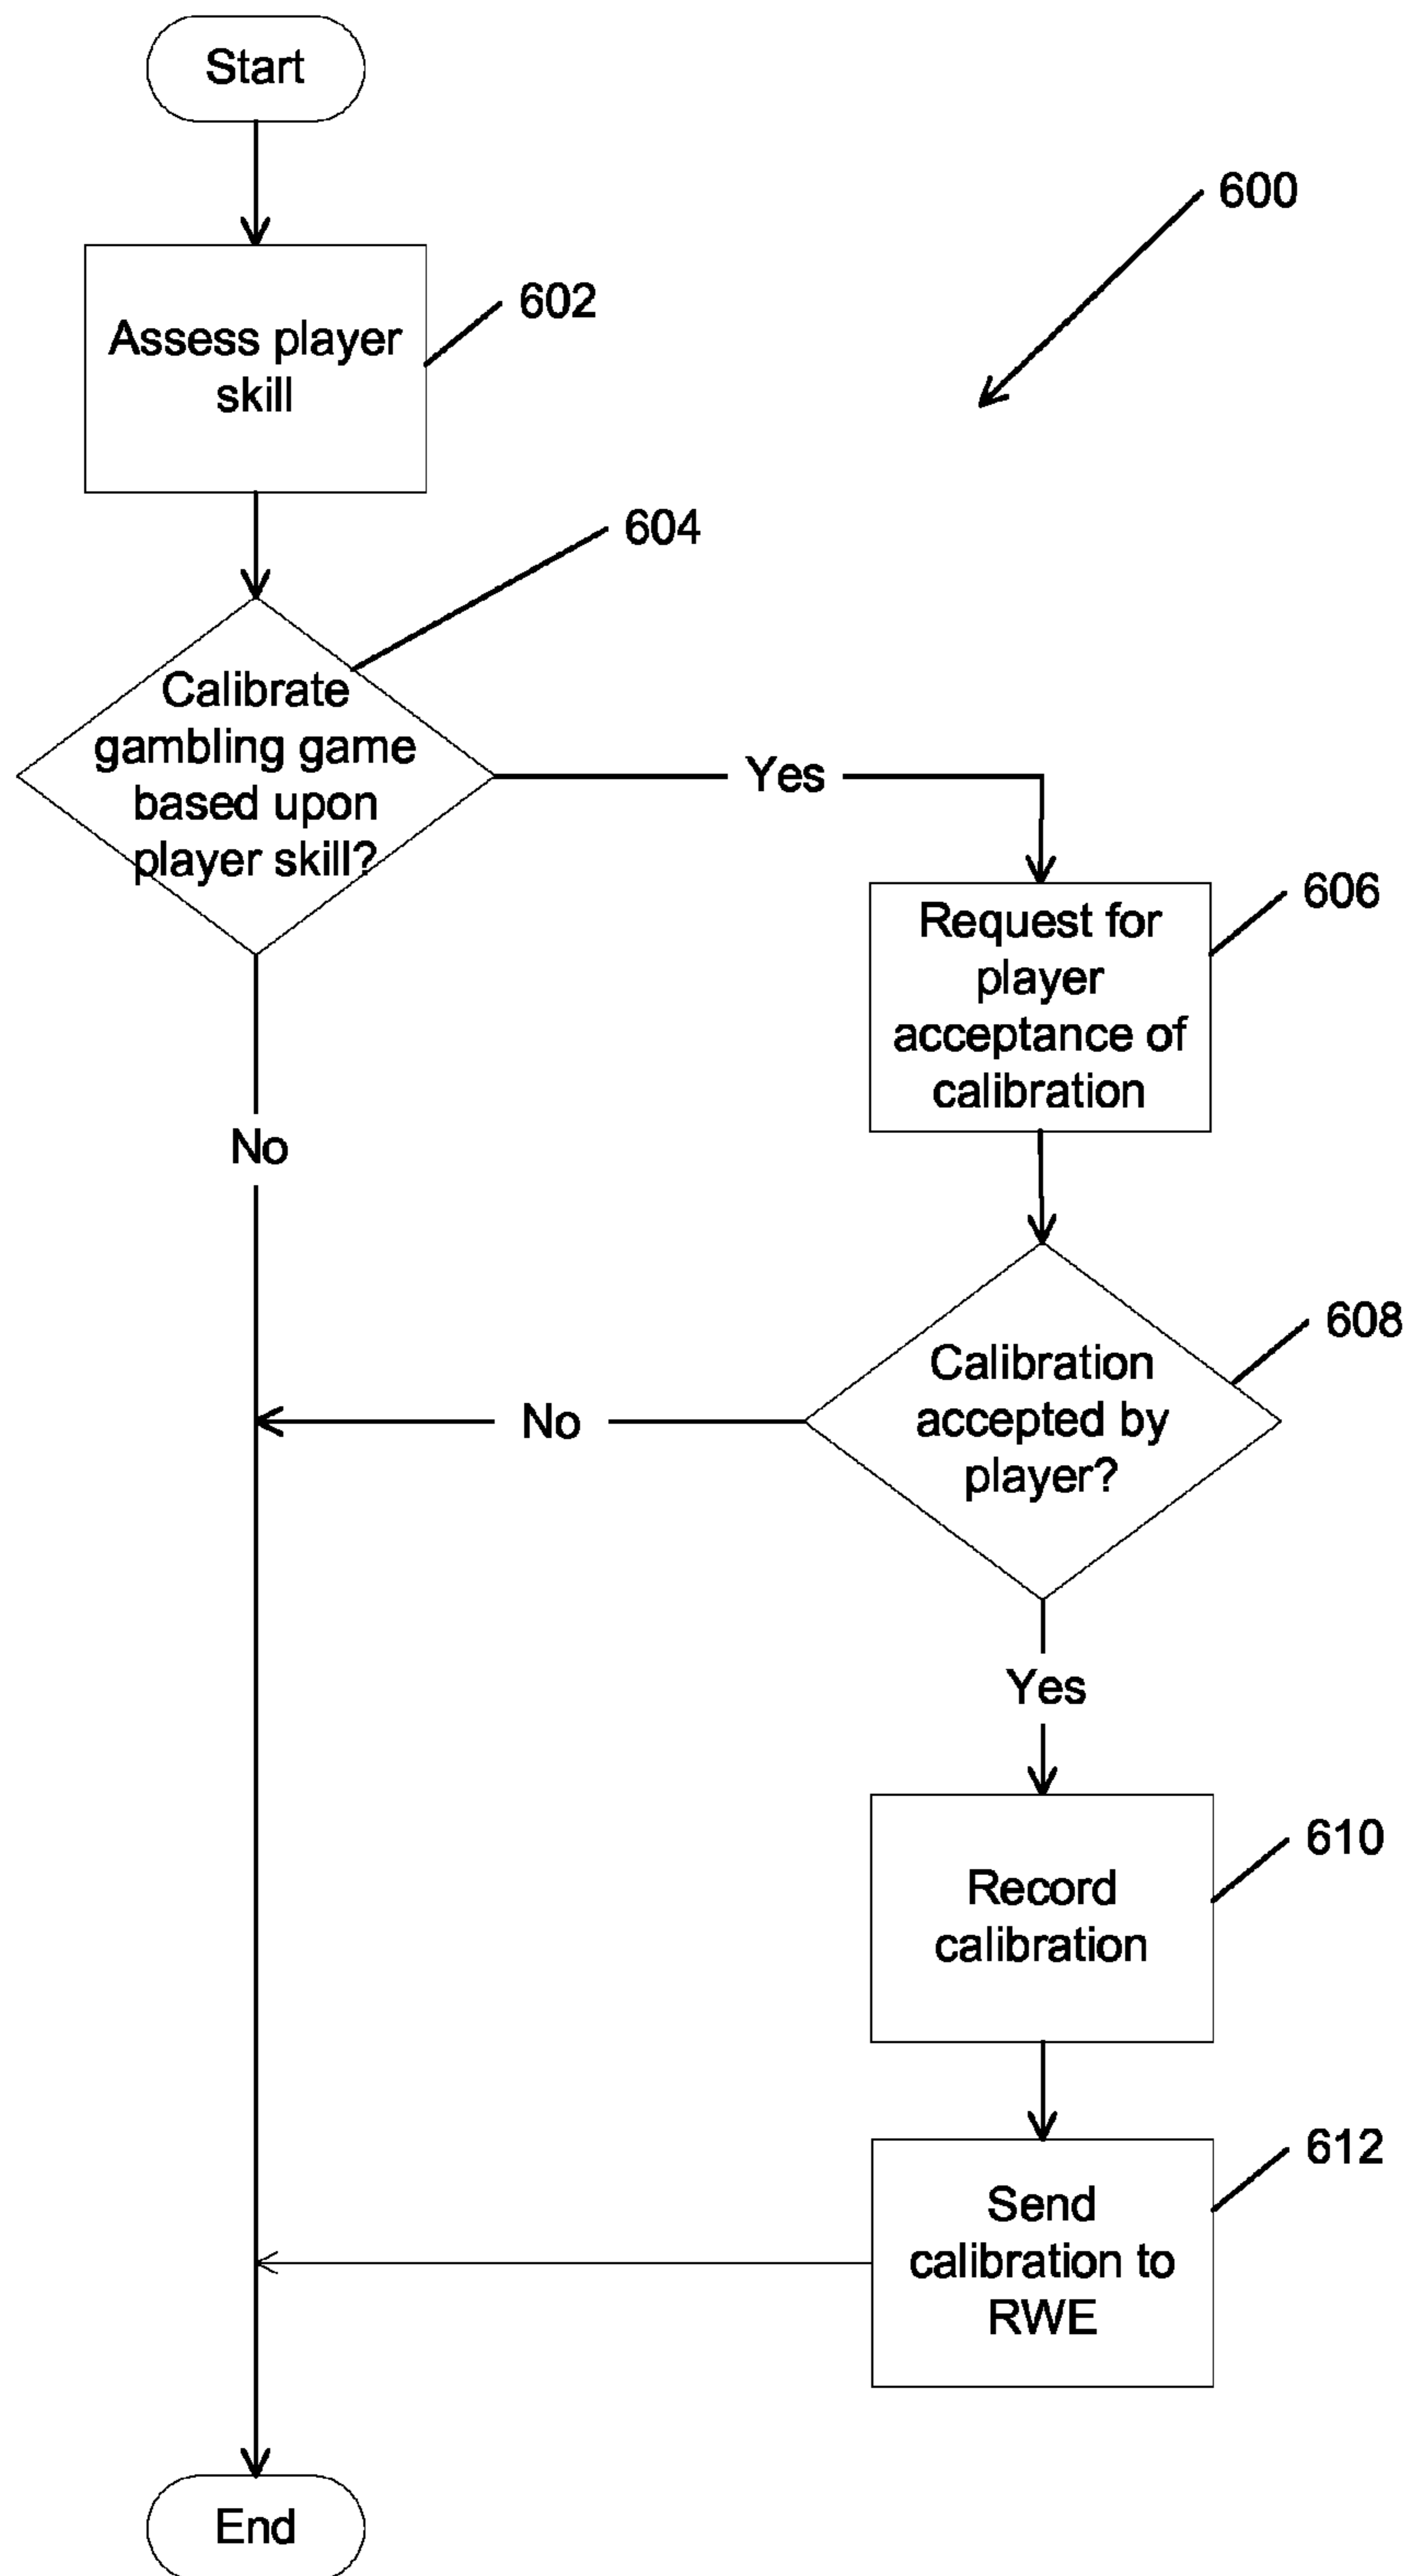 Start
600
602
Assess player
skill
604
Calibrate
gambling game
based upon
player skill?
Yes
606
Request for
player
acceptance of
calibration
No
608
Calibration
accepted by
player?
No
Yes
610
Record
calibration
612
Send
calibration to
RWE
End